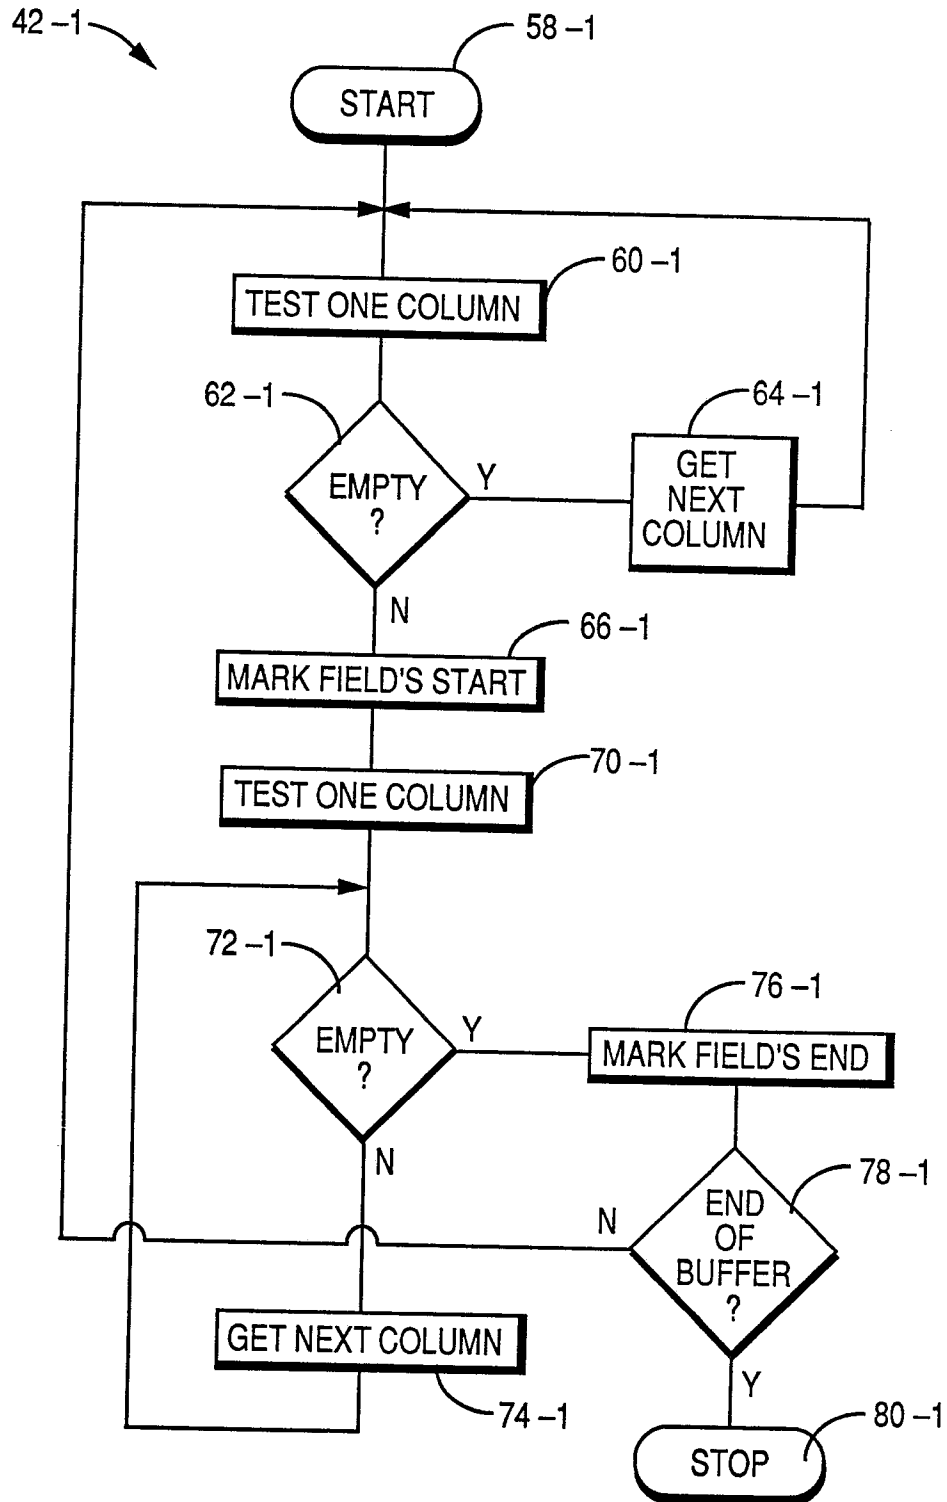 42-1
58-1
START
60-1
TEST ONE COLUMN
62-1
64-1
EMPTY
?
Y
GET
NEXT
COLUMN
N
66-1
MARK FIELD'S START
70-1
TEST ONE COLUMN
72-1
76-1
EMPTY
?
Y
MARK FIELD'S END
N
78-1
END
OF
BUFFER
?
N
GET NEXT COLUMN
74-1
Y
80-1
STOP